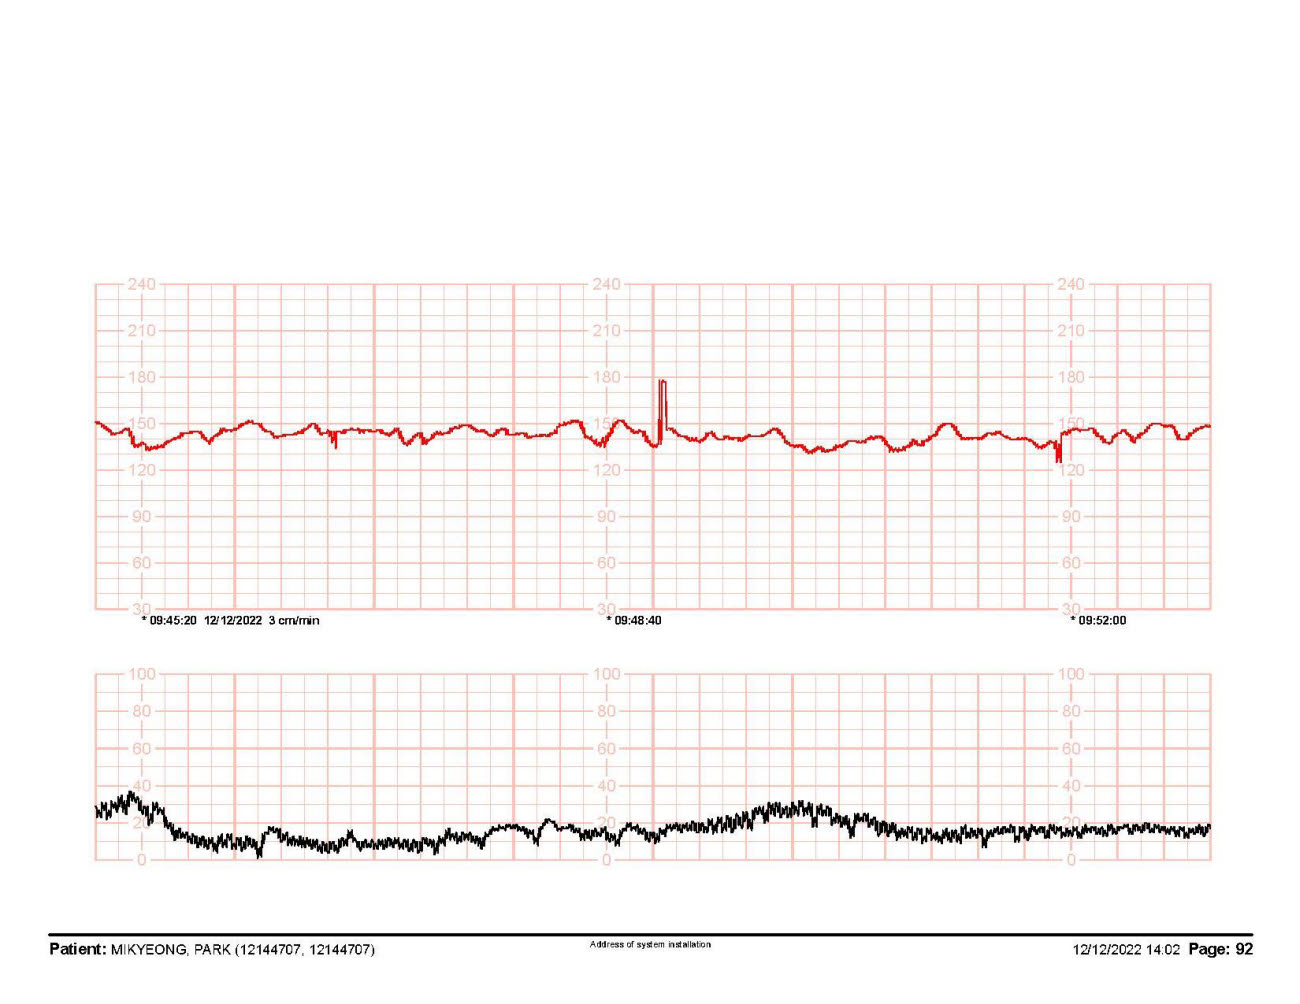 240 240 240
210 210 210
180 180 180
150 150 150
120 120 120
90 90 90
60 60 60
30 30 30
* 09:45:20 12/12/2022 3 cm/min * 09:48:40 * 09:52:00
100 100 100
80 80 80
60 60 60
40 40 40
20 20 20
0 0 0
Patient: MIKYEONG, PARK (12144707, 12144707) Address of system installation 12/12/2022 14:02 Page: 92